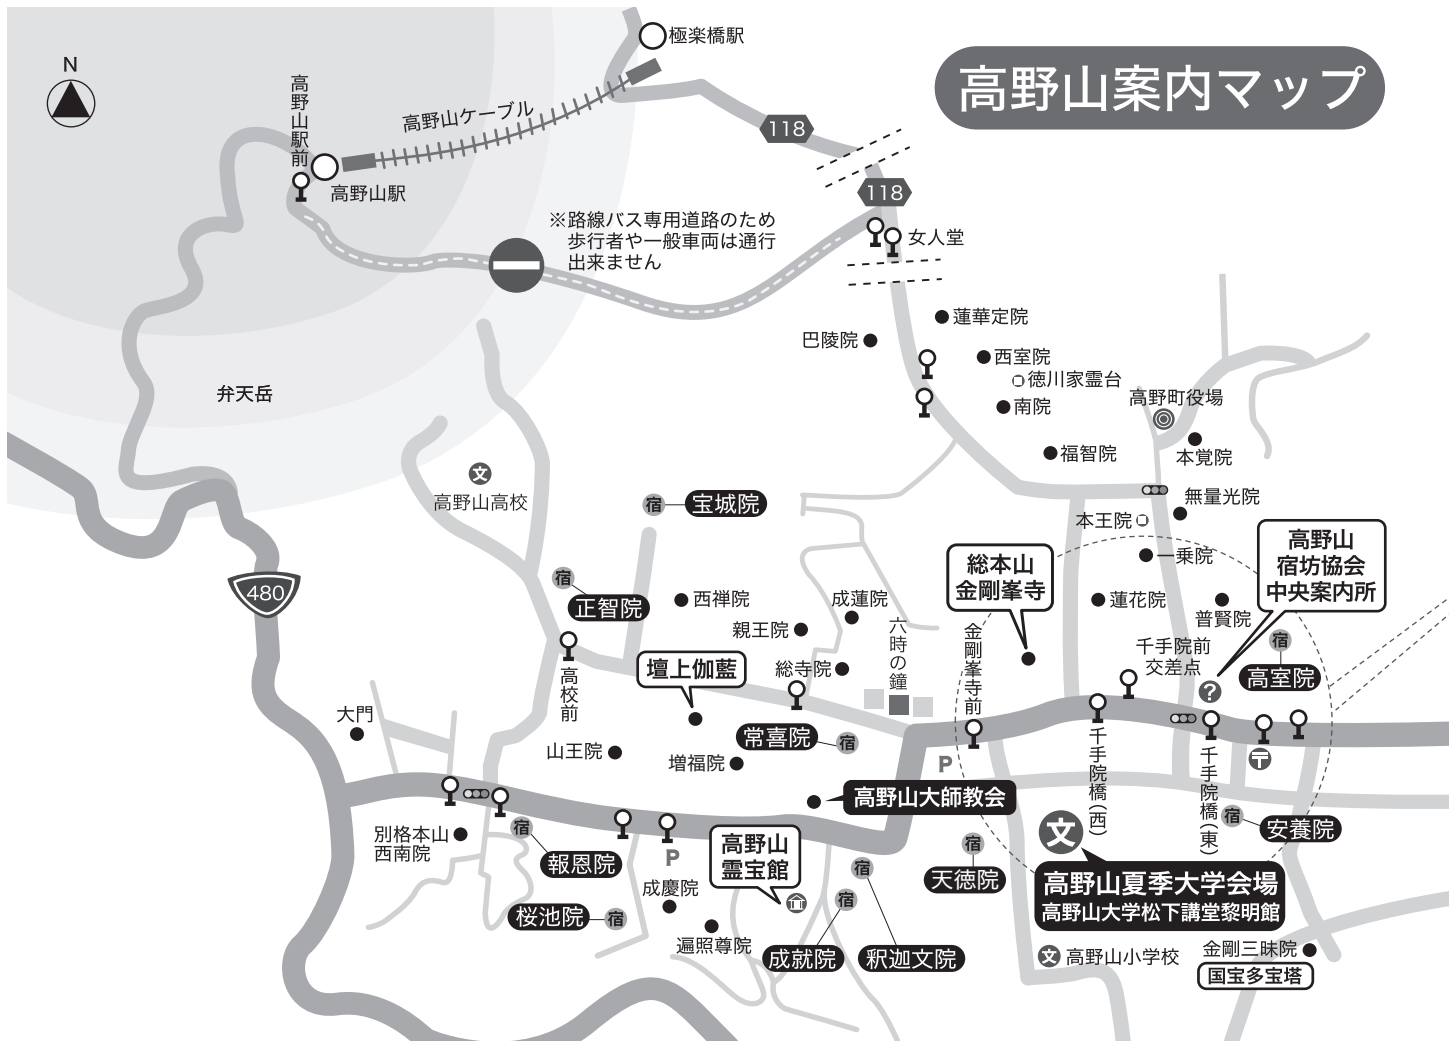 高野山案内マップ
N
極楽橋駅
高野山駅前
高野山ケーブル
高野山駅
118
118
※路線バス専用道路のため
歩行者や一般車両は通行
出来ません
女人堂
蓮華定院
巴陵院
西室院
徳川家霊台
南院
高野町役場
弁天岳
福智院
本覚院
文
高野山高校
宿
宝城院
無量光院
本王院
高野山
宿坊協会
中央案内所
総本山
金剛峯寺
乗院
480
宿
正智院
西禅院
成蓮院
蓮花院
普賢院
親王院
六時の鐘
金剛峯寺前
千手院前
交差点
宿
高室院
壇上伽藍
総寺院
高校前
?
大門
常喜院
宿
山王院
増福院
P
千手院橋(西)
千手院橋(東)
〒
高野山大師教会
別格本山
西南院
宿
報恩院
高野山
霊宝館
宿
安養院
文
P
宿
天徳院
成慶院
宿
高野山夏季大学会場
高野山大学松下講堂黎明館
桜池院
宿
宿
遍照尊院
成就院
釈迦文院
文
高野山小学校
金剛三昧院
国宝多宝塔